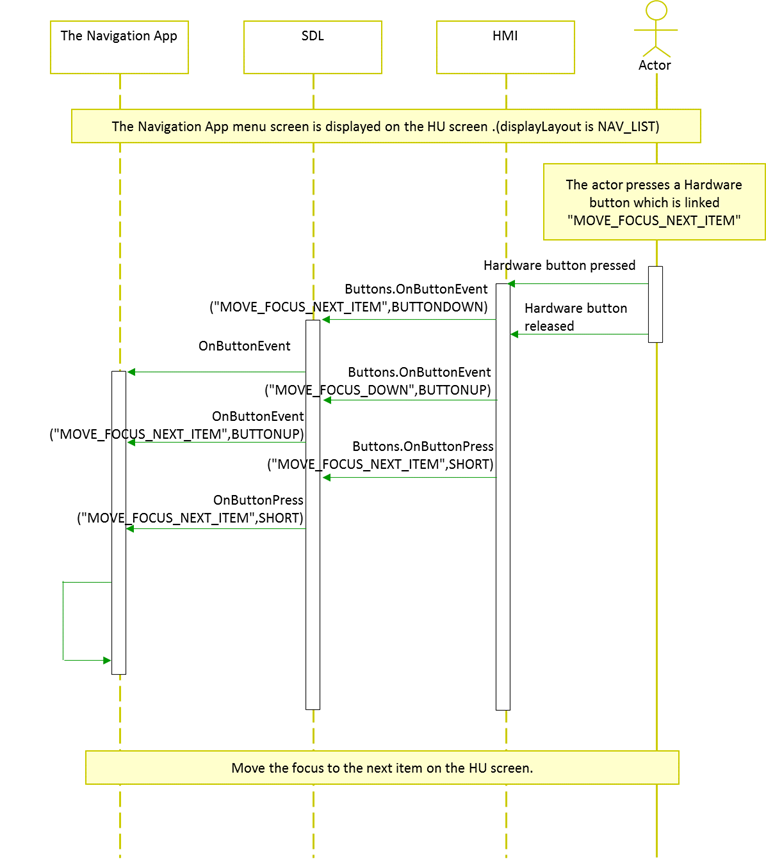 The Navigation App
SDL
HMI
Actor
The Navigation App menu screen is displayed on the HU screen .(displayLayout is NAV_LIST)
The actor presses a Hardware
button which is linked
"MOVE_FOCUS_NEXT_ITEM"
Hardware button pressed
Buttons.OnButtonEvent
("MOVE_FOCUS_NEXT_ITEM",BUTTONDOWN)
Hardware button
released
OnButtonEvent
Buttons.OnButtonEvent
("MOVE_FOCUS_DOWN",BUTTONUP)
OnButtonEvent
("MOVE_FOCUS_NEXT_ITEM",BUTTONUP)
Buttons.OnButtonPress
("MOVE_FOCUS_NEXT_ITEM",SHORT)
OnButtonPress
("MOVE_FOCUS_NEXT_ITEM",SHORT)
Move the focus to the next item on the HU screen.